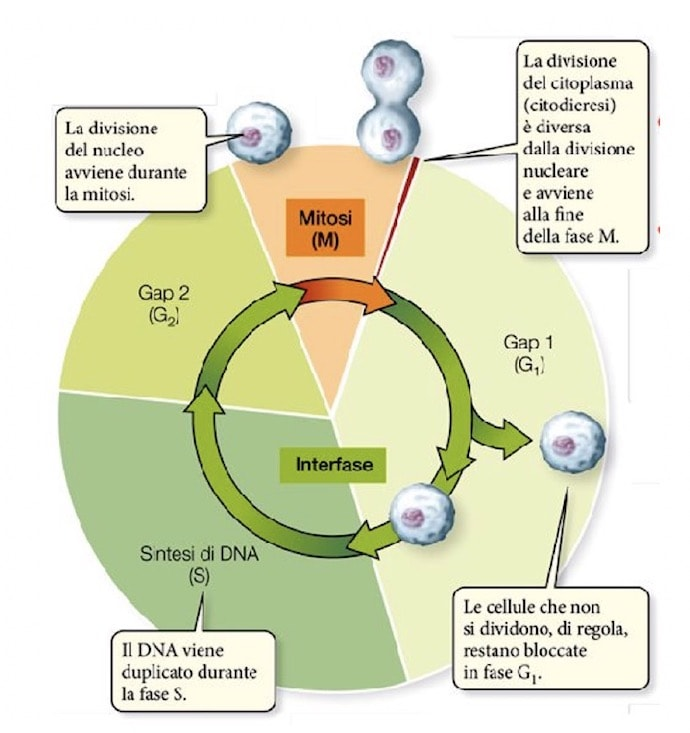 La divisione
del nucleo
avviene durante
la mitosi.
La divisione
del citoplasma
(citodieresi)
è diversa
dalla divisione
nucleare
e avviene
alla fine
della fase M.
Mitosi
(M)
Gap 2
(G₂)
Gap 1
(G₁)
Interfase
Sintesi di DNA
(S)
Il DNA viene
duplicato durante
la fase S.
Le cellule che non
si dividono, di regola,
restano bloccate
in fase G₁.